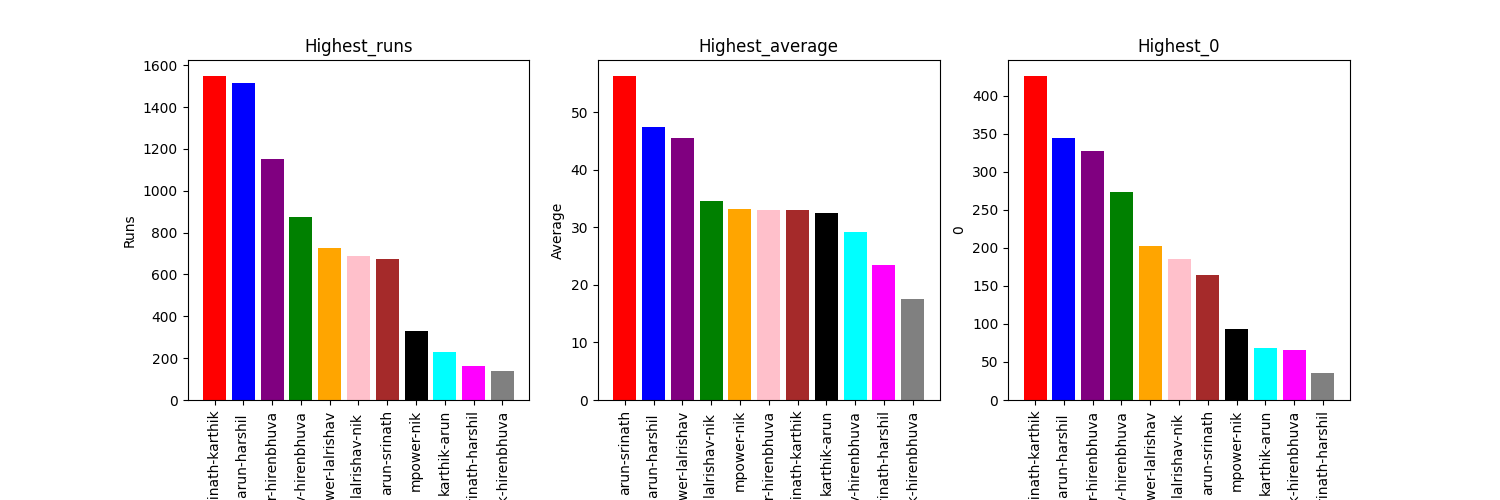 Highest_runs
Runs
1600
1400
1200
1000
800
600
400
200
0
inath-karthik
arun-harshil
r-hirenbhuva
v-hirenbhuva
wer-lalrishav
lalrishav-nik
arun-srinath
mpower-nik
karthik-arun
inath-harshil
k-hirenbhuva
Highest_average
Average
50
40
30
20
10
0
arun-srinath
arun-harshil
ower-lalrishav
lalrishav-nik
mpower-nik
r-hirenbhuva
inath-karthik
karthik-arun
v-hirenbhuva
inath-harshil
k-hirenbhuva
Highest_0
0
400
350
300
250
200
150
100
50
0
inath-karthik
arun-harshil
r-hirenbhuva
v-hirenbhuva
wer-lalrishav
lalrishav-nik
arun-srinath
mpower-nik
karthik-arun
k-hirenbhuva
inath-harshil